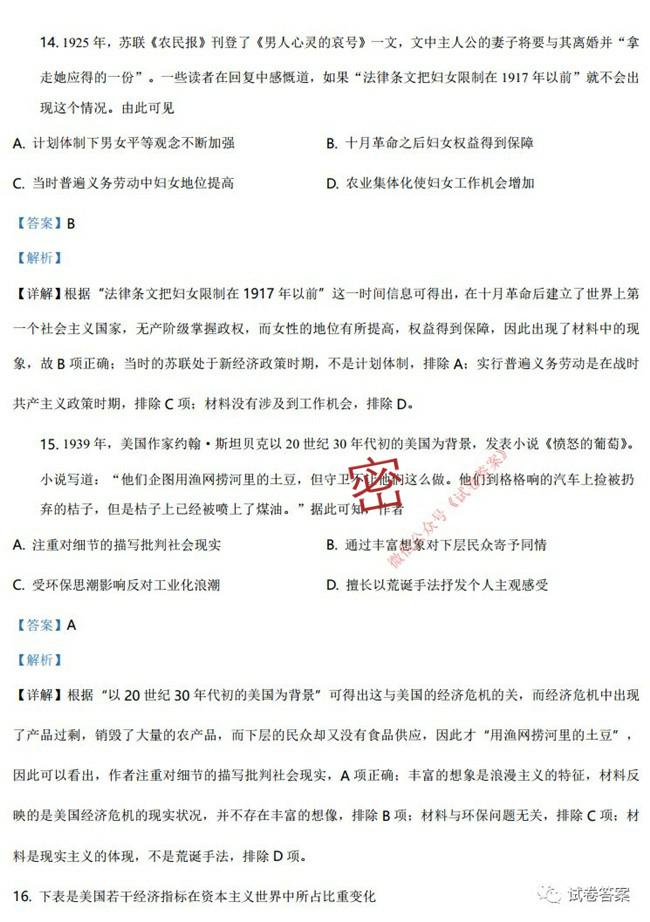 14. 1925 年，苏联《农民报》刊登了《男人心灵的哀号》一文，文中主人公的妻子将要与其离婚并“拿
走她应得的一份”。一些读者在回复中感慨道，如果“法律条文把妇女限制在 1917 年以前”就不会出
现这个情况。由此可见
A. 计划体制下男女平等观念不断加强 B. 十月革命之后妇女权益得到保障
C. 当时普遍义务劳动中妇女地位提高 D. 农业集体化使妇女工作机会增加
【答案】B
【解析】
【详解】根据“法律条文把妇女限制在 1917 年以前”这一时间信息可得出，在十月革命后建立了世界上第
一个社会主义国家，无产阶级掌握政权，而女性的地位有所提高，权益得到保障，因此出现了材料中的现
象，故 B 项正确；当时的苏联处于新经济政策时期，不是计划体制，排除 A；实行普遍义务劳动是在战时
共产主义政策时期，排除 C 项；材料没有涉及到工作机会，排除 D。
15. 1939 年，美国作家约翰·斯坦贝克以 20 世纪 30 年代初的美国为背景，发表小说《愤怒的葡萄》。
小说写道：“他们企图用渔网捞河里的土豆，但守卫不让他们这么做。他们到格格响的汽车上捡被扔
弃的桔子，但是桔子上已经被喷上了煤油。”据此可知，作者
密
微信公众号《试卷答案》
A. 注重对细节的描写批判社会现实 B. 通过丰富想象对下层民众寄予同情
C. 受环保思潮影响反对工业化浪潮 D. 擅长以荒诞手法抒发个人主观感受
【答案】A
【解析】
【详解】根据“以 20 世纪 30 年代初的美国为背景”可得出这与美国的经济危机的关，而经济危机中出现
了产品过剩，销毁了大量的农产品，而下层的民众却又没有食品供应，因此才“用渔网捞河里的土豆”，
因此可以看出，作者注重对细节的描写批判社会现实，A 项正确；丰富的想象是浪漫主义的特征，材料反
映的是美国经济危机的现实状况，并不存在丰富的想像，排除 B 项；材料与环保问题无关，排除 C 项；材
料是现实主义的体现，不是荒诞手法，排除 D 项。
16. 下表是美国若干经济指标在资本主义世界中所占比重变化
试卷答案